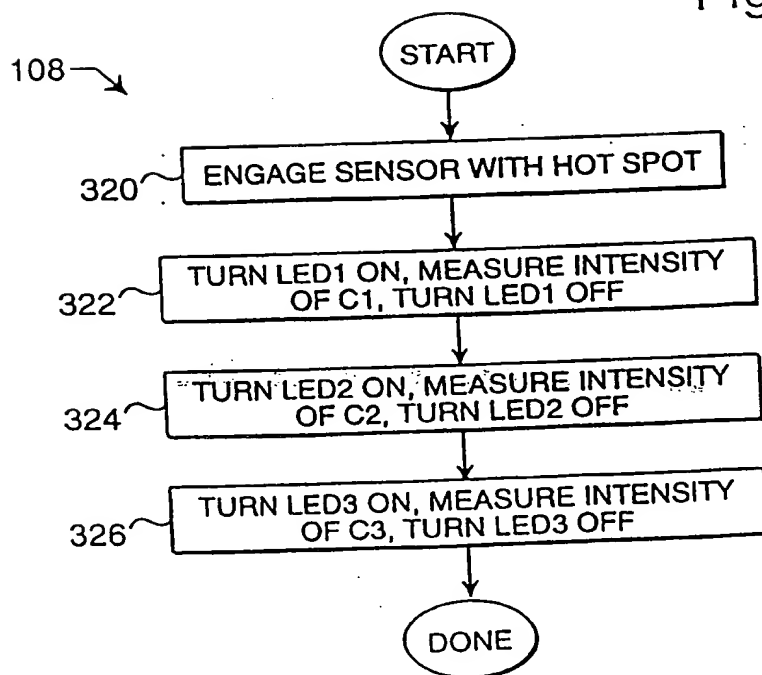 Fig
START
108
ENGAGE SENSOR WITH HOT SPOT
320
TURN LED1 ON, MEASURE INTENSITY
OF C1, TURN LED1 OFF
322
TURN LED2 ON, MEASURE INTENSITY
OF C2, TURN LED2 OFF
324
TURN LED3 ON, MEASURE INTENSITY
OF C3, TURN LED3 OFF
326
DONE